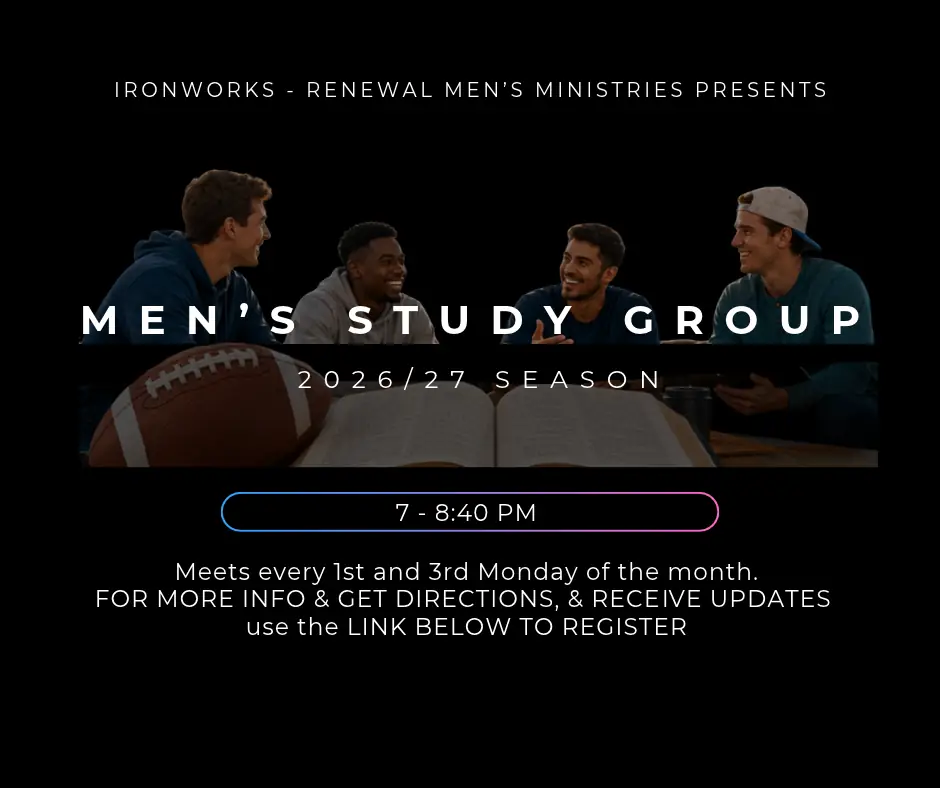 IRONWORKS - RENEWAL MEN’S MINISTRIES PRESENTS
MEN’S STUDY GROUP
2026/27 SEASON
7 - 8:40 PM
Meets every 1st and 3rd Monday of the month.
FOR MORE INFO & GET DIRECTIONS, & RECEIVE UPDATES
use the LINK BELOW TO REGISTER